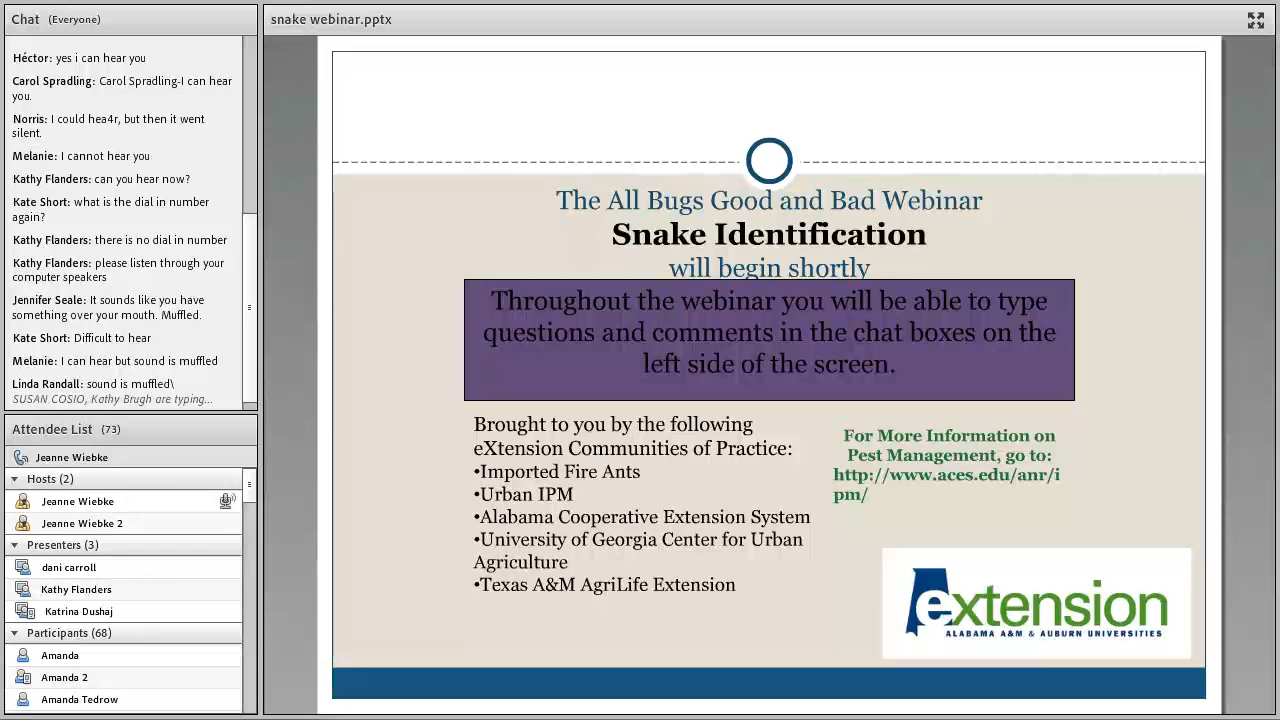 Chat (Everyone)
Héctor: yes i can hear you
Carol Spradling: Carol Spradling-I can hear
you.
Norris: I could hea4r, but then it went
silent.
Melanie: I cannot hear you
Kathy Flanders: can you hear now?
Kate Short: what is the dial in number
again?
Kathy Flanders: there is no dial in number
Kathy Flanders: please listen through your
computer speakers
Jennifer Seale: It sounds like you have
something over your mouth. Muffled.
Kate Short: Difficult to hear
Melanie: I can hear but sound is muffled
Linda Randall: sound is muffled\
SUSAN COSIO, Kathy Brugh are typing...
Attendee List (73)
Jeanne Wiebke
Hosts (2)
Jeanne Wiebke
Jeanne Wiebke 2
Presenters (3)
dani carroll
Kathy Flanders
Katrina Dushaj
Participants (68)
Amanda
Amanda 2
Amanda Tedrow
snake webinar.pptx
The All Bugs Good and Bad Webinar
Snake Identification
will begin shortly
Throughout the webinar you will be able to type
questions and comments in the chat boxes on the
left side of the screen.
Brought to you by the following
eXtension Communities of Practice:
•Imported Fire Ants
•Urban IPM
•Alabama Cooperative Extension System
•University of Georgia Center for Urban
Agriculture
•Texas A&M AgriLife Extension
For More Information on
Pest Management, go to:
http://www.aces.edu/anr/i
pm/
extension
ALABAMA A&M & AUBURN UNIVERSITIES